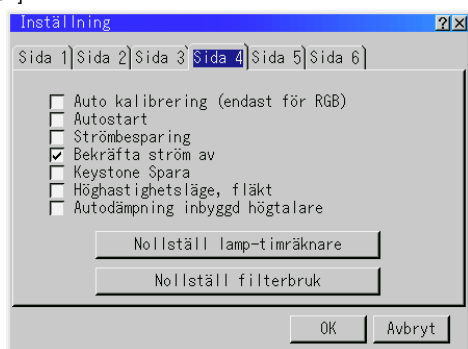 Inställning
Sida 1 Sida 2 Sida 3 Sida 4 Sida 5 Sida 6
Auto kalibrering (endast för RGB)
Autostart
Strömbesparing
Bekräfta ström av
Keystone Spara
Höghastighetsläge, fläkt
Autodämpning inbyggd högtalare
Nollställ lamp-timräknare
Nollställ filterbruk
OK Avbryt